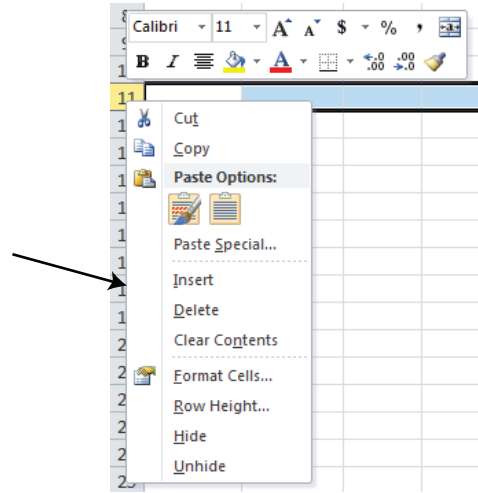 Calibri 11 A A $ % ,
B I A .00 .00
11
Cut
Copy
Paste Options:
Paste Special...
Insert
Delete
Clear Contents
Format Cells...
Row Height...
Hide
Unhide